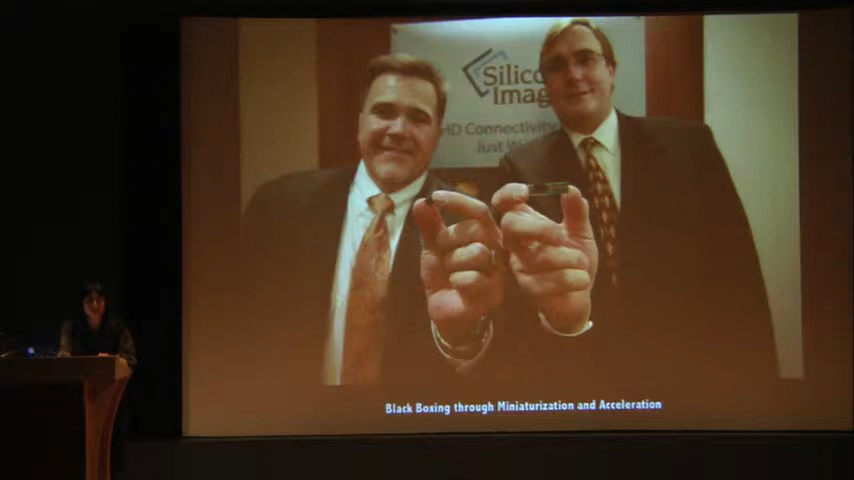 Silico
Imag
HD Connectivity
Just W
Black Boxing through Miniaturization and Acceleration